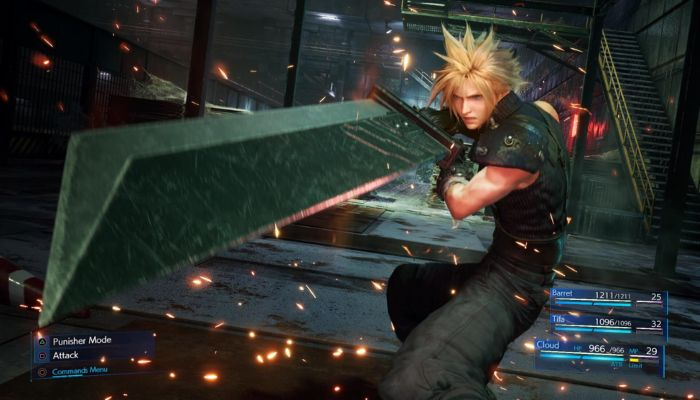 Punisher Mode
Attack
Commands Menu
Barret 1211/1211 25
Tifa 1096/1096 32
Cloud HP 966/966 MP 29
ATB Limit